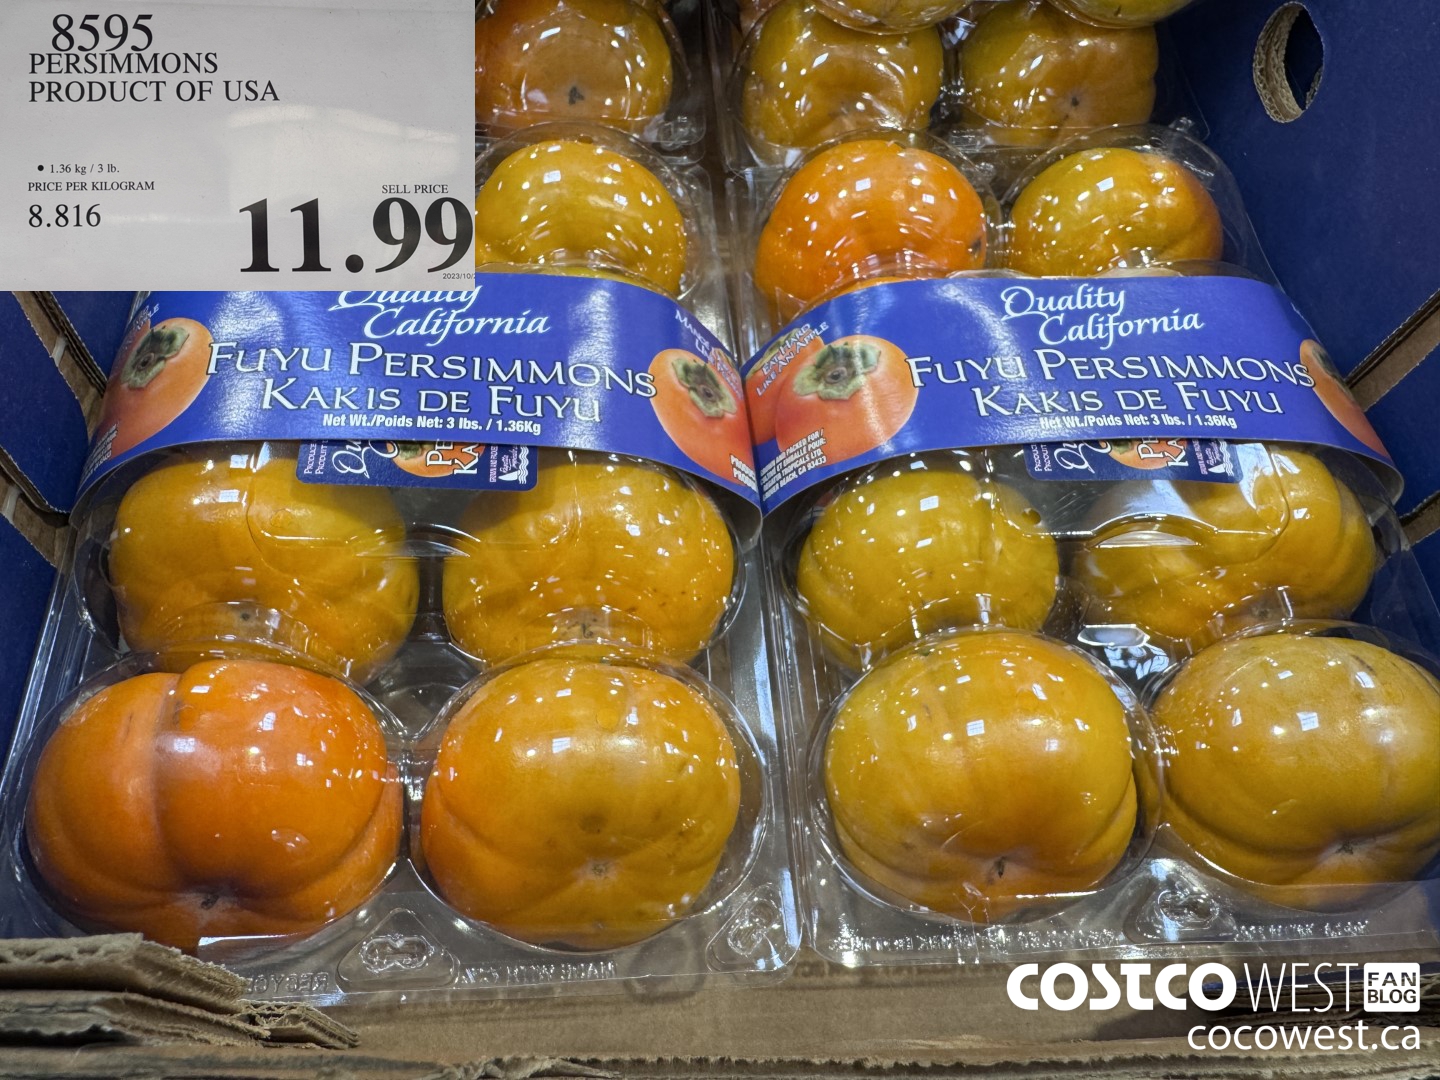 8595
PERSIMMONS
PRODUCT OF USA
• 1.36 kg / 3 lb.
PRICE PER KILOGRAM
8.816
SELL PRICE
11.99
2023/10/
Quality
California
FUYU PERSIMMONS
KAKIS DE FUYU
Net Wt./Poids Net: 3 lbs. / 1.36Kg
EAT HARD
LIKE AN APPLE
Quality
California
FUYU PERSIMMONS
KAKIS DE FUYU
Net Wt./Poids Net: 3 lbs. / 1.36Kg
COSTCO WEST FAN
BLOG
cocowest.ca